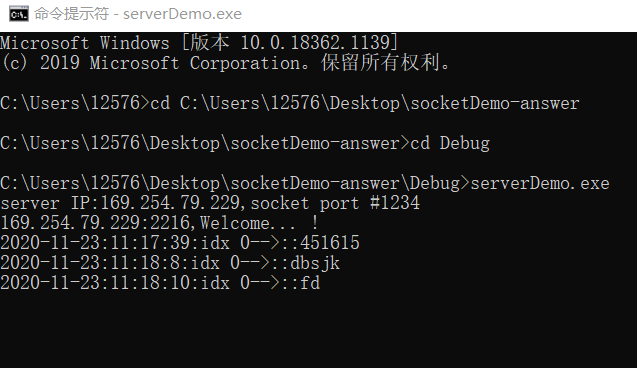 命令提示符 - serverDemo.exe
Microsoft Windows [版本 10.0.18362.1139]
(c) 2019 Microsoft Corporation。保留所有权利。
C:\Users\12576>cd C:\Users\12576\Desktop\socketDemo-answer
C:\Users\12576\Desktop\socketDemo-answer>cd Debug
C:\Users\12576\Desktop\socketDemo-answer\Debug>serverDemo.exe
server IP:169.254.79.229,socket port #1234
169.254.79.229:2216,Welcome... !
2020-11-23:11:17:39:idx 0-->::451615
2020-11-23:11:18:8:idx 0-->::dbsjk
2020-11-23:11:18:10:idx 0-->::fd